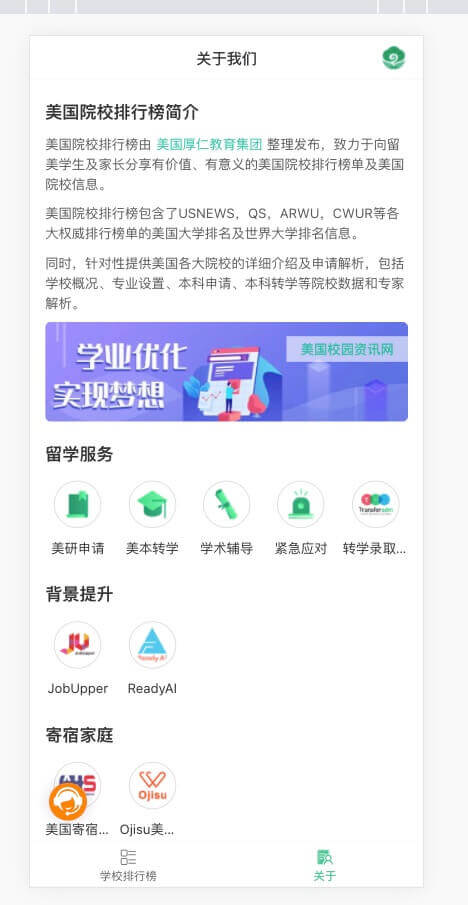 关于我们
美国院校排行榜简介
美国院校排行榜由 美国厚仁教育集团 整理发布，致力于向留
美学生及家长分享有价值、有意义的美国院校排行榜单及美国
院校信息。
美国院校排行榜包含了USNEWS，QS，ARWU，CWUR等各
大权威排行榜单的美国大学排名及世界大学排名信息。
同时，针对性提供美国各大院校的详细介绍及申请解析，包括
学校概况、专业设置、本科申请、本科转学等院校数据和专家
解析。
学业优化
美国校园资讯网
实现梦想
留学服务
Transferadm
美研申请 美本转学 学术辅导 紧急应对 转学录取...
背景提升
JU JobUpper Ready AI
JobUpper ReadyAI
寄宿家庭
Ojisu
美国寄宿... Ojisu美...
学校排行榜 关于